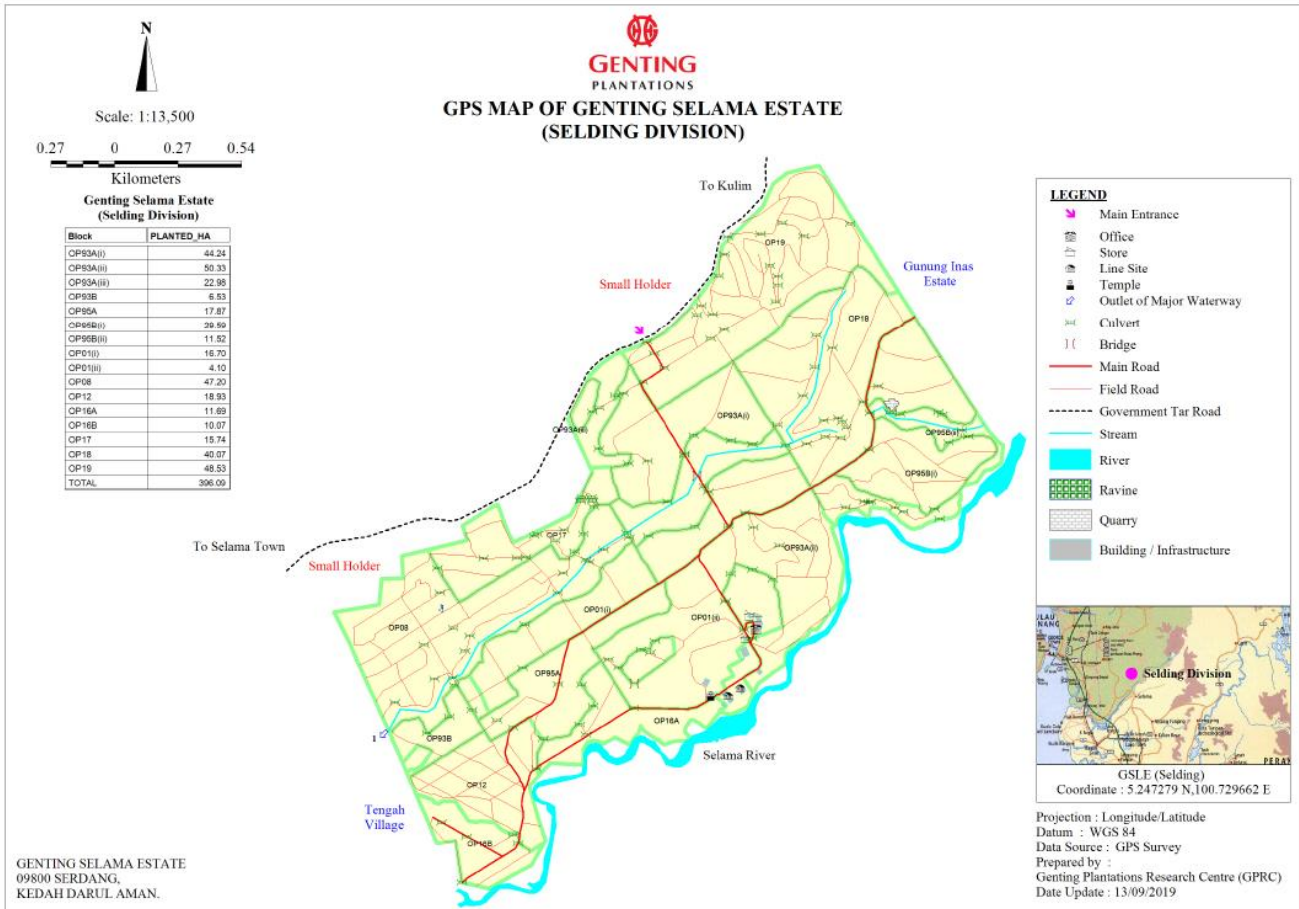 N
Scale: 1:13,500
0.27 0 0.27 0.54
Kilometers
GENTING
PLANTATIONS
GPS MAP OF GENTING SELAMA ESTATE
(SELDING DIVISION)
Genting Selama Estate
(Selding Division)
Block PLANTED_HA
OP93A(i) 44.24
OP93A(ii) 50.33
OP93A(iii) 22.98
OP93B 6.53
OP95A 17.87
OP95B(i) 29.59
OP95B(ii) 11.52
OP01(i) 16.70
OP01(ii) 4.10
OP08 47.20
OP12 18.93
OP16A 11.69
OP16B 10.07
OP17 15.74
OP18 40.07
OP19 48.53
TOTAL 396.09
To Kulim
OP19
Gunung Inas
Estate
Small Holder
OP18
OP93A(i)
OP93A(iii)
OP95B(ii)
OP95B(i)
To Selama Town
Small Holder
OP17
OP93A(ii)
OP08
3
OP01(i)
OP01(ii)
OP95A
OP16A
1
OP93B
Selama River
OP12
Tengah
Village
OP16B
LEGEND
Main Entrance
Office
Store
Line Site
Temple
Outlet of Major Waterway
Culvert
Bridge
Main Road
Field Road
Government Tar Road
Stream
River
Ravine
Quarry
Building / Infrastructure
Selding Division
GSLE (Selding)
Coordinate : 5.247279 N,100.729662 E
Projection : Longitude/Latitude
Datum : WGS 84
Data Source : GPS Survey
Prepared by :
Genting Plantations Research Centre (GPRC)
Date Update : 13/09/2019
GENTING SELAMA ESTATE
09800 SERDANG,
KEDAH DARUL AMAN.